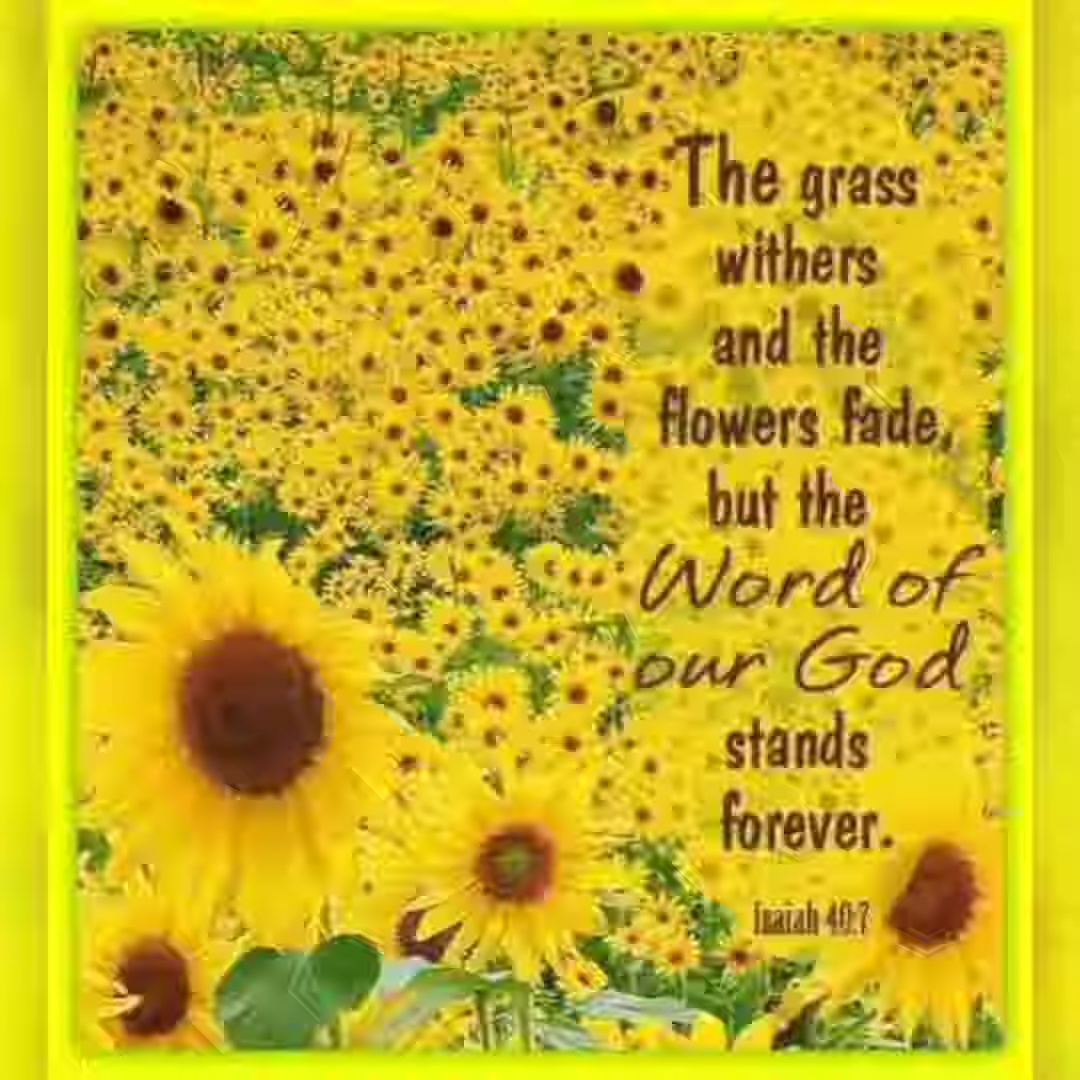 The grass
withers
and the
flowers fade,
but the
Word of
our God
stands
forever.
Isaiah 40:7